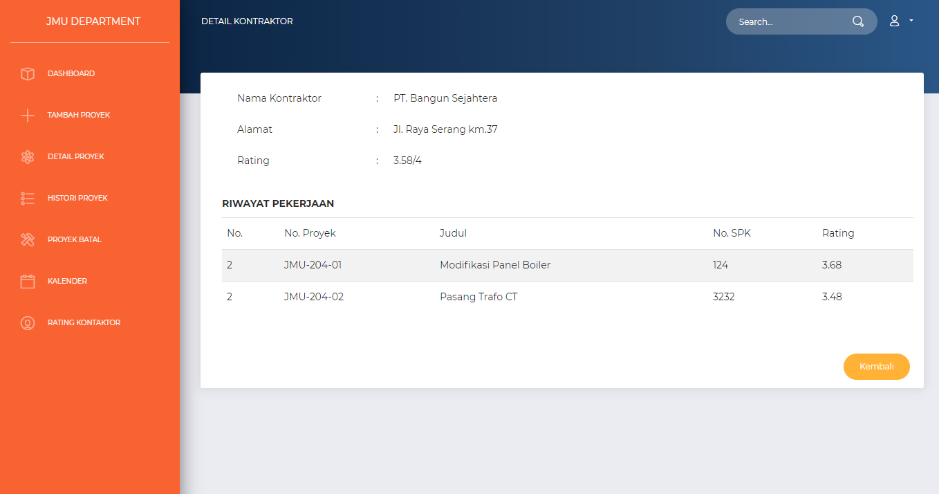 JMU DEPARTMENT
DASHBOARD
TAMBAH PROYEK
DETAIL PROYEK
HISTORI PROYEK
PROYEK BATAL
KALENDER
RATING KONTAKTOR
DETAIL KONTRAKTOR
Search...
Nama Kontraktor : PT. Bangun Sejahtera
Alamat : Jl. Raya Serang km.37
Rating : 3.58/4
RIWAYAT PEKERJAAN
No. No. Proyek Judul No. SPK Rating
2 JMU-204-01 Modifikasi Panel Boiler 124 3.68
2 JMU-204-02 Pasang Trafo CT 3232 3.48
Kembali